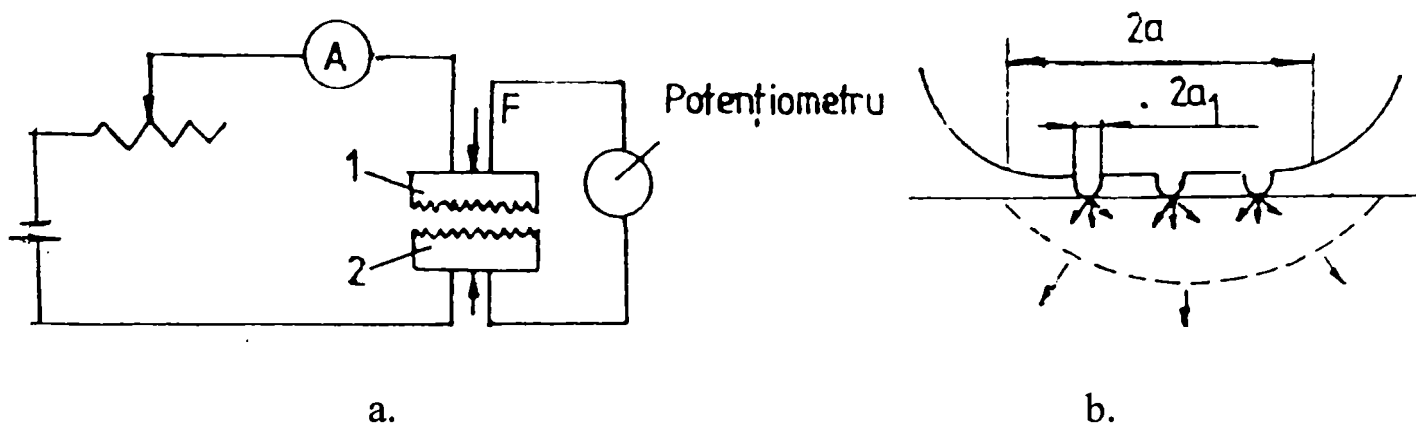 A
F
Potențiometru
1
2
a.
2a
2a₁
b.